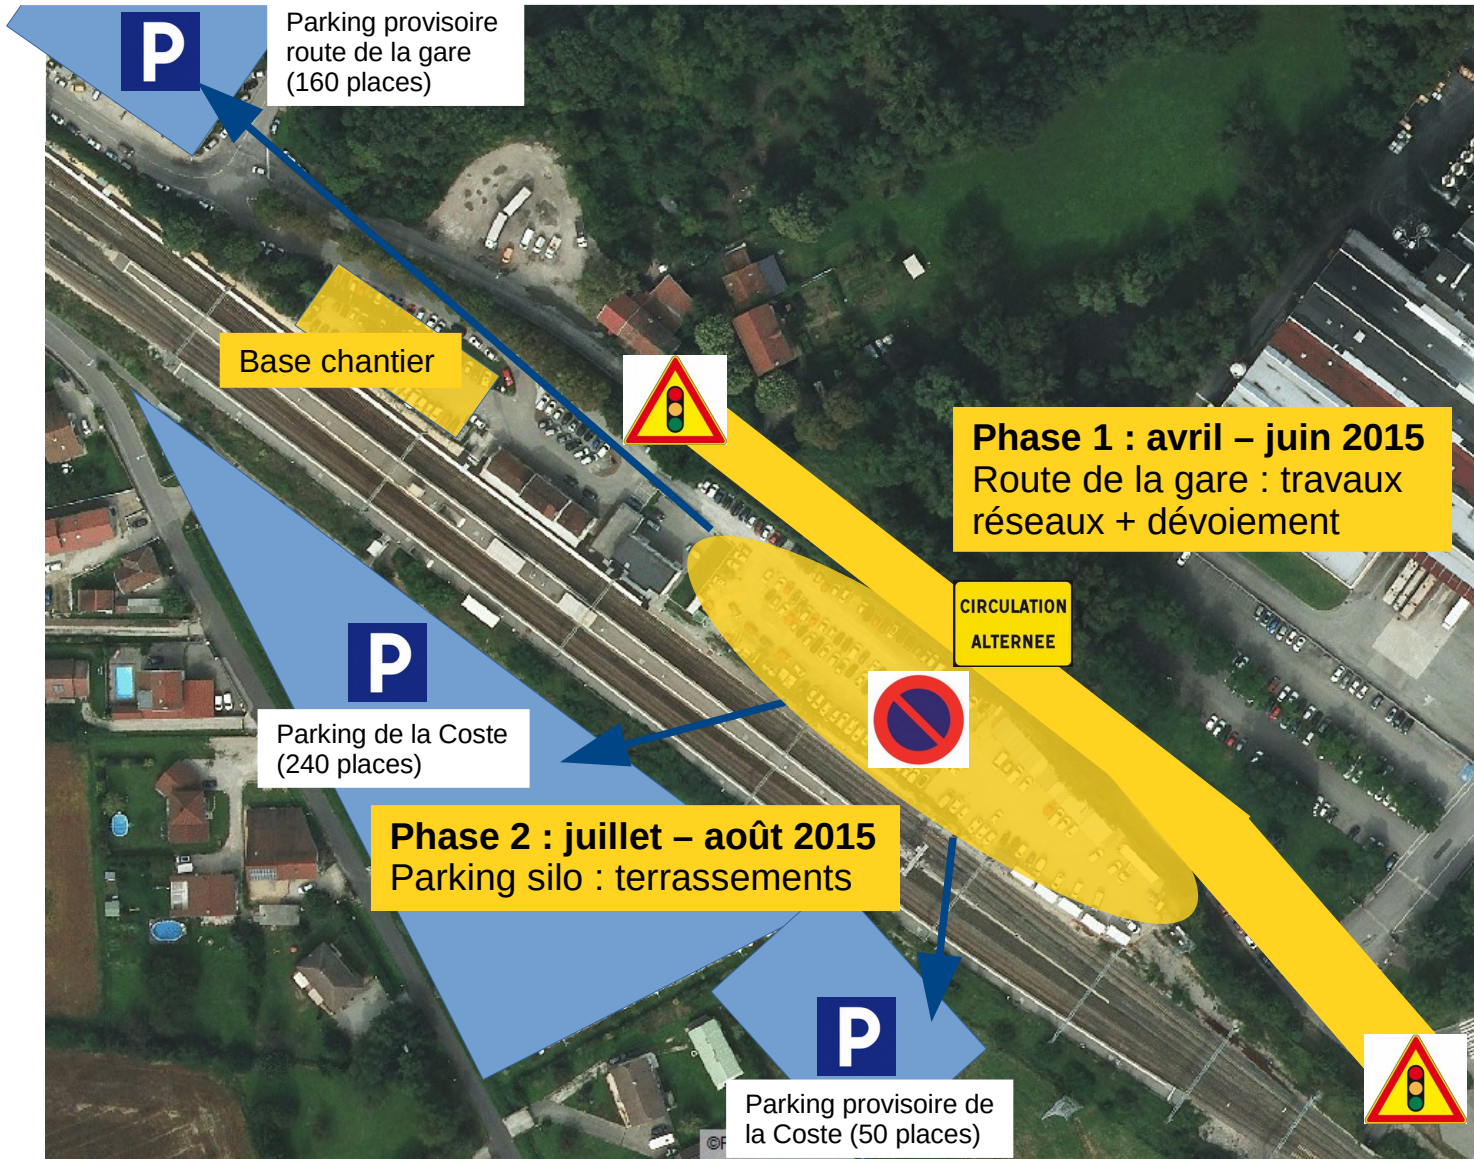 P
Parking provisoire
route de la gare
(160 places)
Base chantier
Phase 1 : avril – juin 2015
Route de la gare : travaux
réseaux + dévoiement
CIRCULATION
ALTERNEE
P
Parking de la Coste
(240 places)
Phase 2 : juillet – août 2015
Parking silo : terrassements
P
Parking provisoire de
la Coste (50 places)